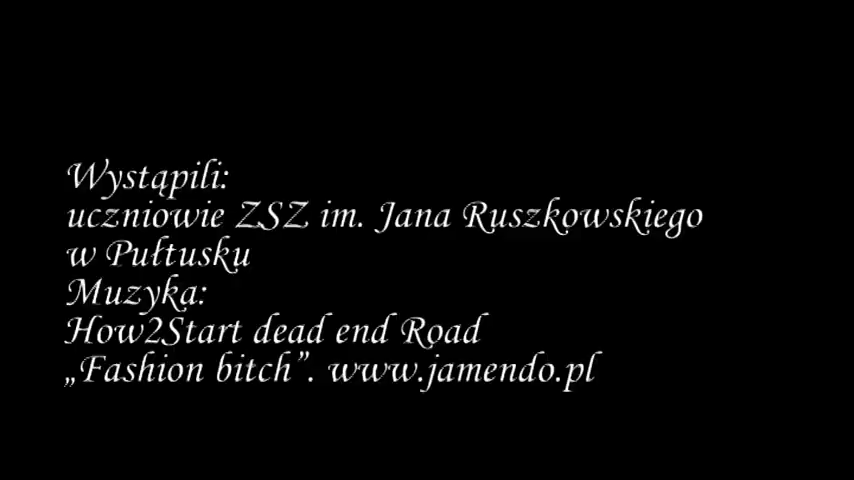 Wystąpili:
uczniowie ZSZ im. Jana Ruszkowskiego
w Pułtusku
Muzyka:
How2Start dead end Road
„Fashion bitch”. www.jamendo.pl